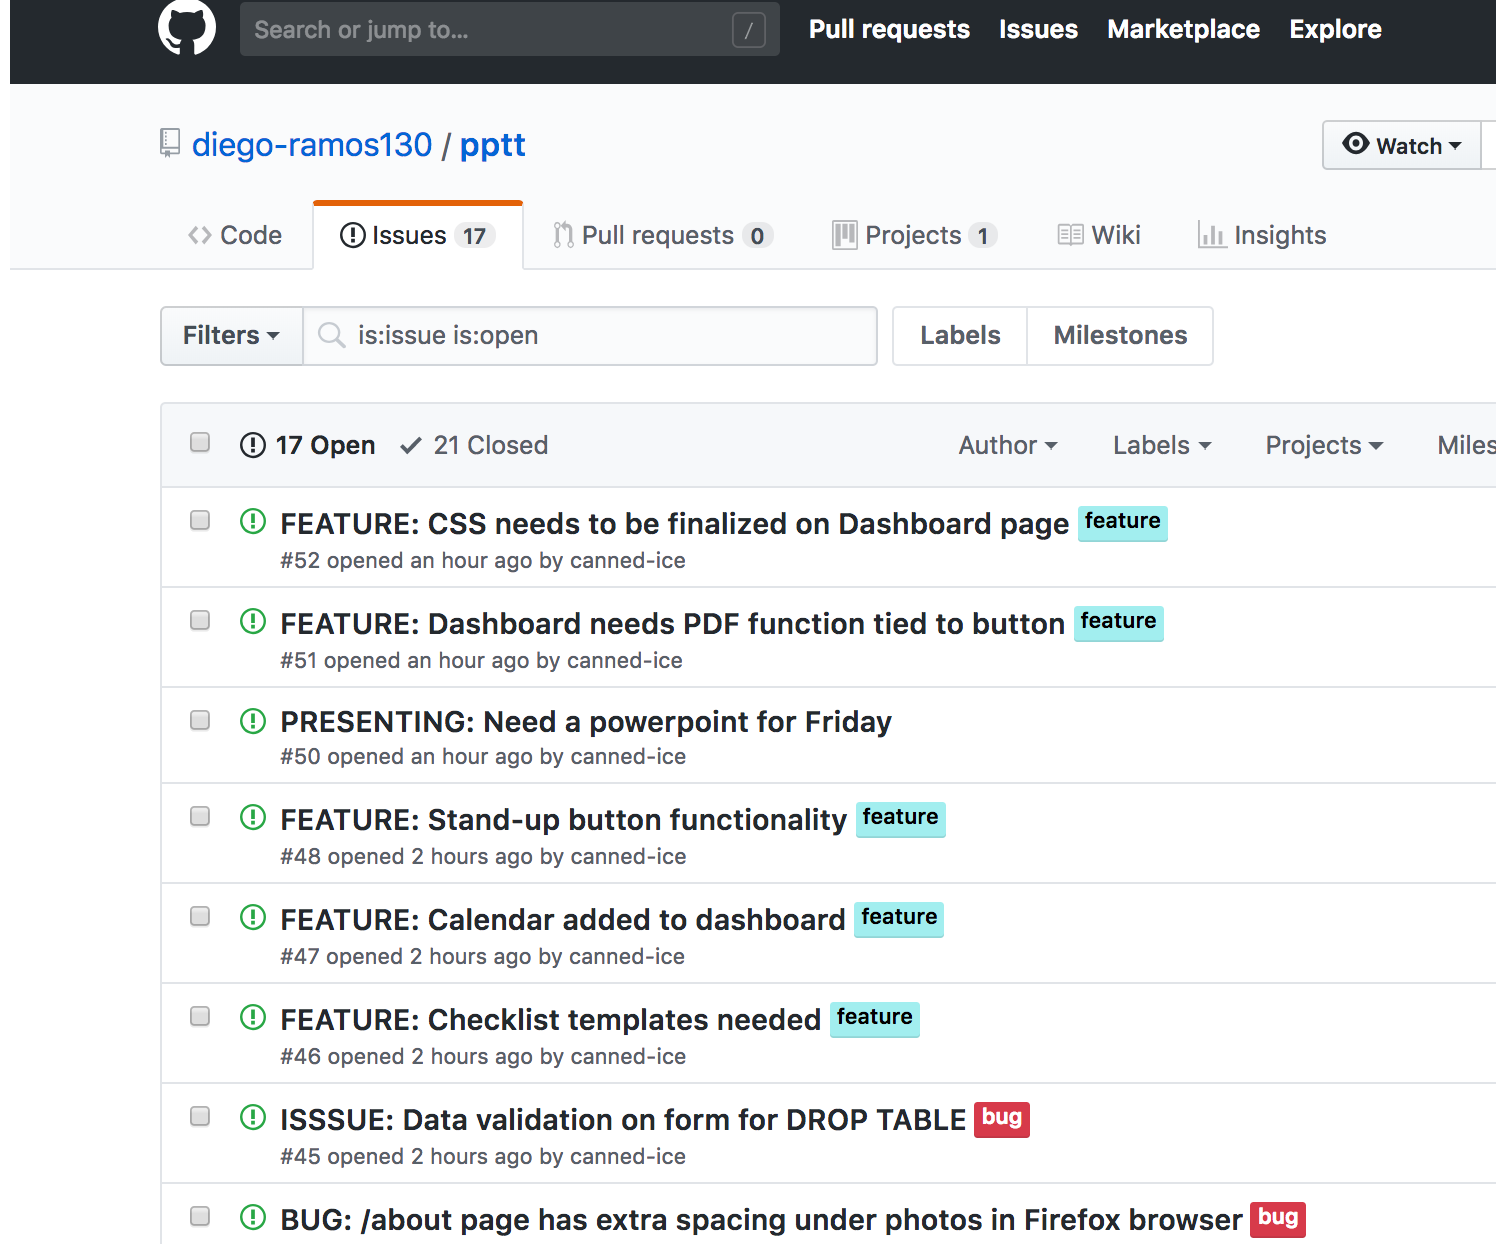 Search or jump to... /
Pull requests Issues Marketplace Explore
diego-ramos130 / pptt
Watch
Code Issues 17 Pull requests 0 Projects 1 Wiki Insights
Filters is:issue is:open Labels Milestones
17 Open 21 Closed Author Labels Projects Miles
FEATURE: CSS needs to be finalized on Dashboard page feature
#52 opened an hour ago by canned-ice
FEATURE: Dashboard needs PDF function tied to button feature
#51 opened an hour ago by canned-ice
PRESENTING: Need a powerpoint for Friday
#50 opened an hour ago by canned-ice
FEATURE: Stand-up button functionality feature
#48 opened 2 hours ago by canned-ice
FEATURE: Calendar added to dashboard feature
#47 opened 2 hours ago by canned-ice
FEATURE: Checklist templates needed feature
#46 opened 2 hours ago by canned-ice
ISSSUE: Data validation on form for DROP TABLE bug
#45 opened 2 hours ago by canned-ice
BUG: /about page has extra spacing under photos in Firefox browser bug